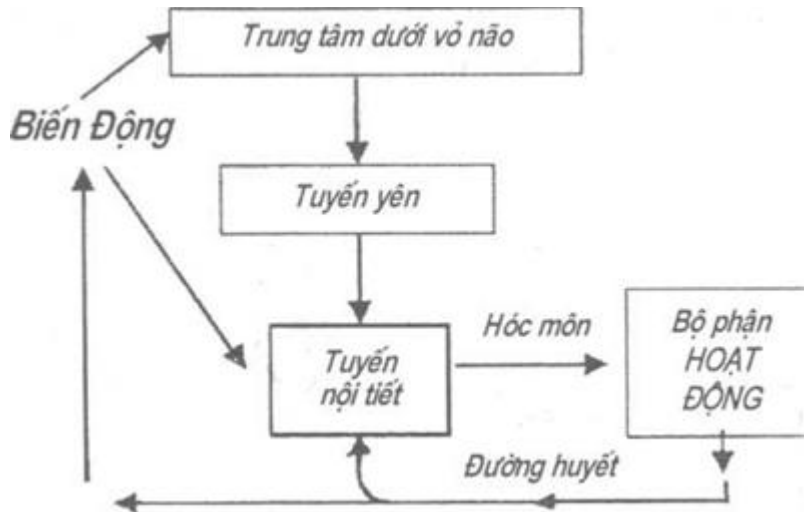 Trung tâm dưới vỏ não
Biến Động
Tuyến yên
Tuyến
nội tiết
Hóc môn
Bộ phận
HOẠT
ĐỘNG
Đường huyết